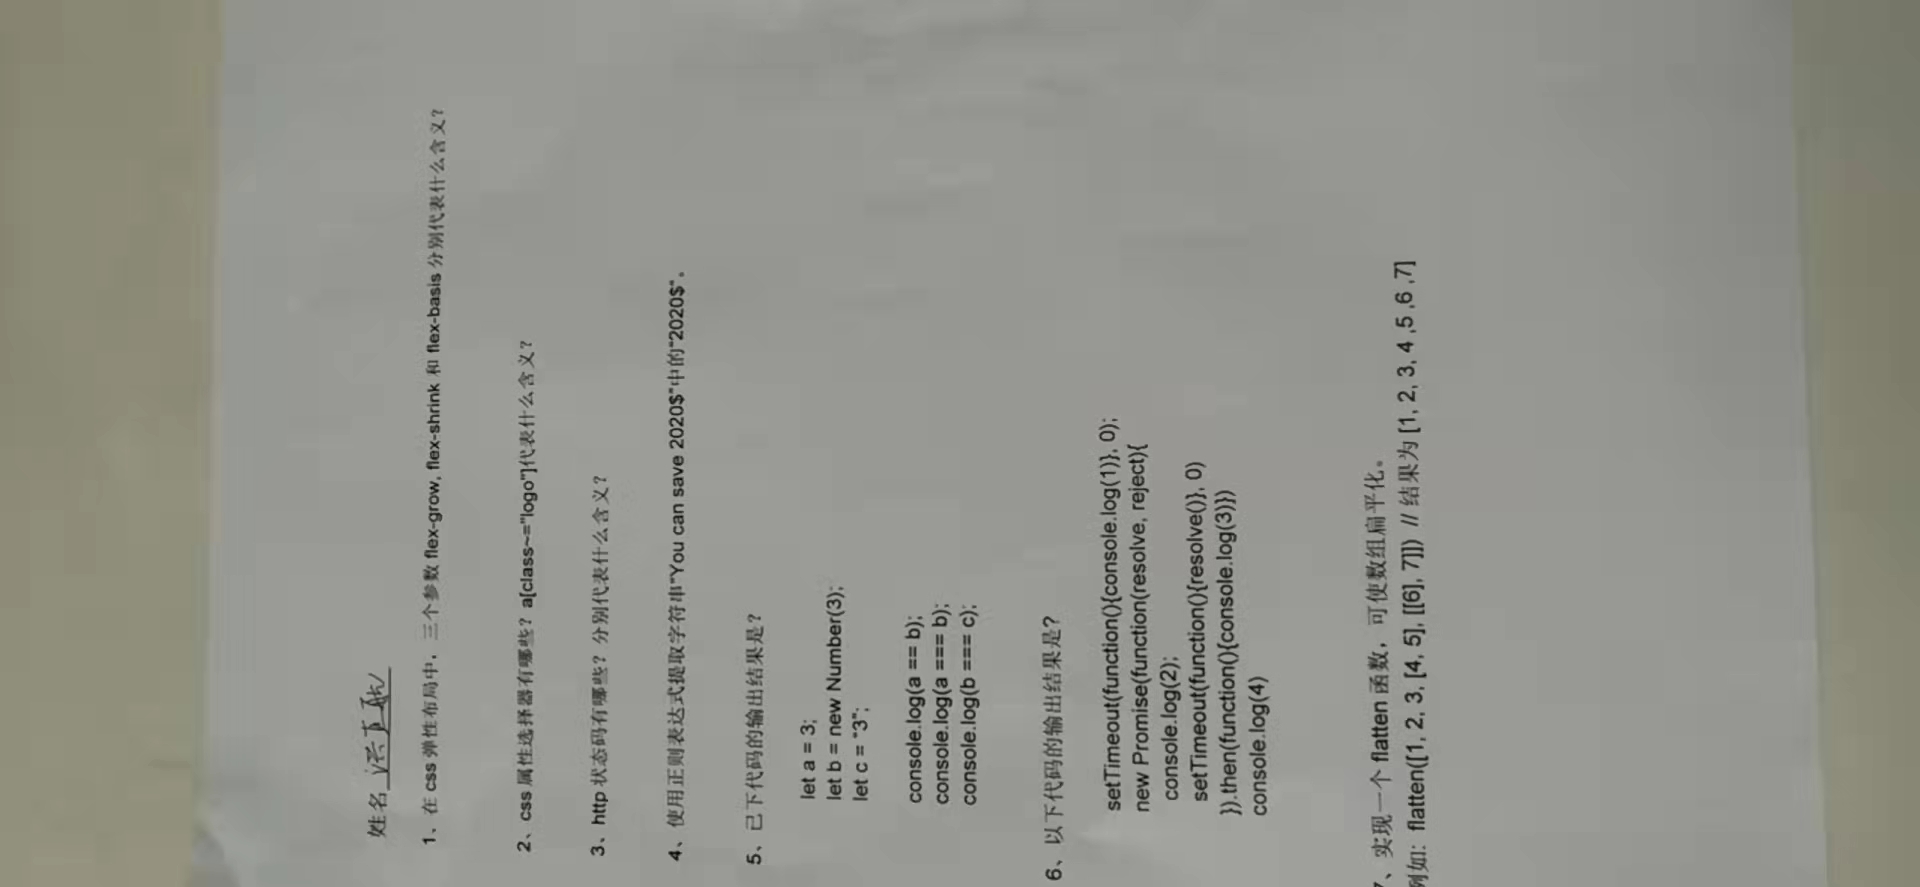 姓名
1、在 css 弹性布局中，三个参数 flex-grow, flex-shrink 和 flex-basis 分别代表什么含义？
2、css 属性选择器有哪些？a[class~="logo"]代表什么含义？
3、http 状态码有哪些？分别代表什么含义？
4、使用正则表达式提取字符串"You can save 2020$"中的"2020$"。
5、已下代码的输出结果是？
let a = 3;
let b = new Number(3);
let c = "3";
console.log(a == b);
console.log(a === b);
console.log(b === c);
6、以下代码的输出结果是？
setTimeout(function(){console.log(1)}, 0);
new Promise(function(resolve, reject){
console.log(2);
setTimeout(function(){resolve()}, 0)
}).then(function(){console.log(3)})
console.log(4)
7、实现一个 flatten 函数，可使数组扁平化。
例如：flatten([1, 2, 3, [4, 5], [[6], 7]]) // 结果为 [1, 2, 3, 4 ,5 ,6 ,7]